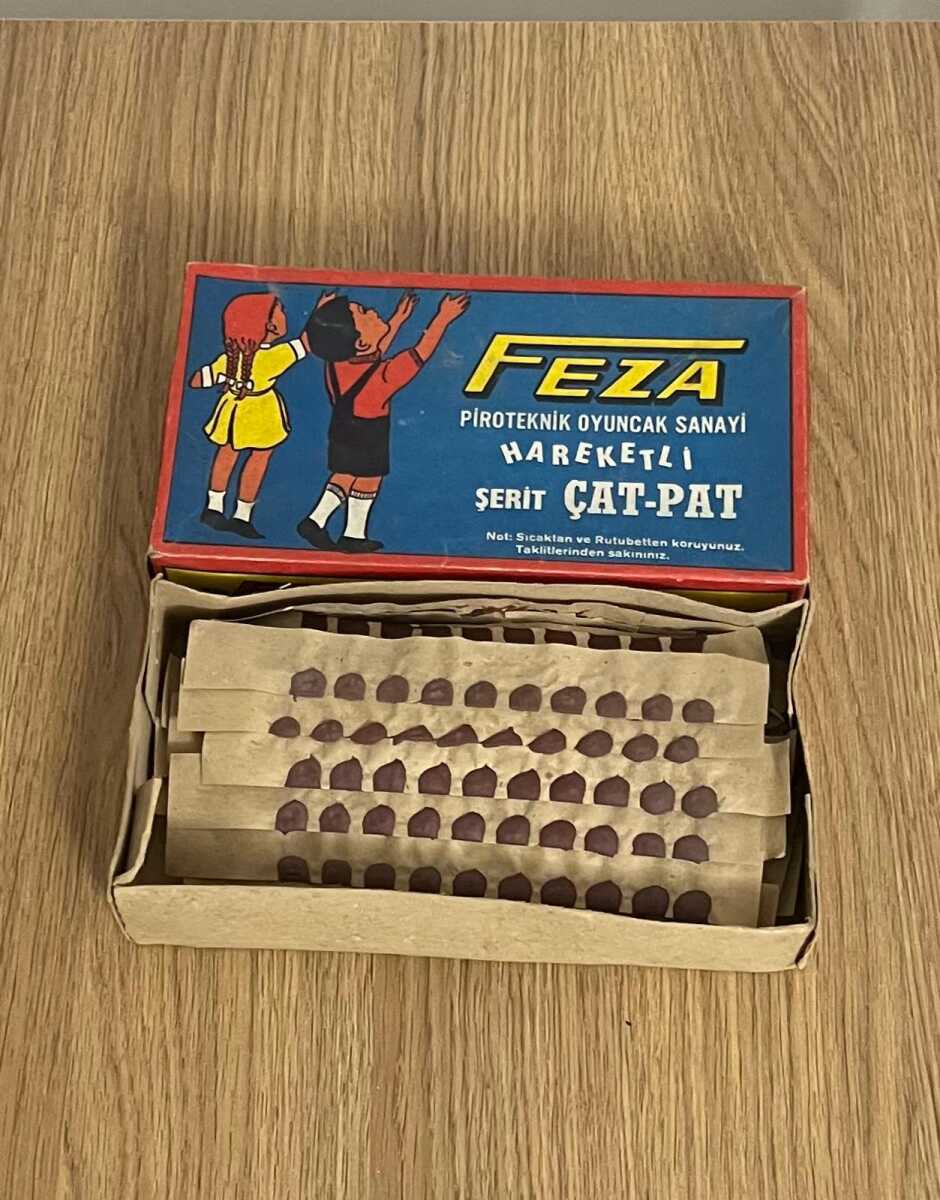 FEZA
PİROTEKNİK OYUNCAK SANAYİ
HAREKETLİ
ŞERİT ÇAT-PAT
Not: Sıcaktan ve Rutubetten koruyunuz.
Taklitlerinden sakınınız.